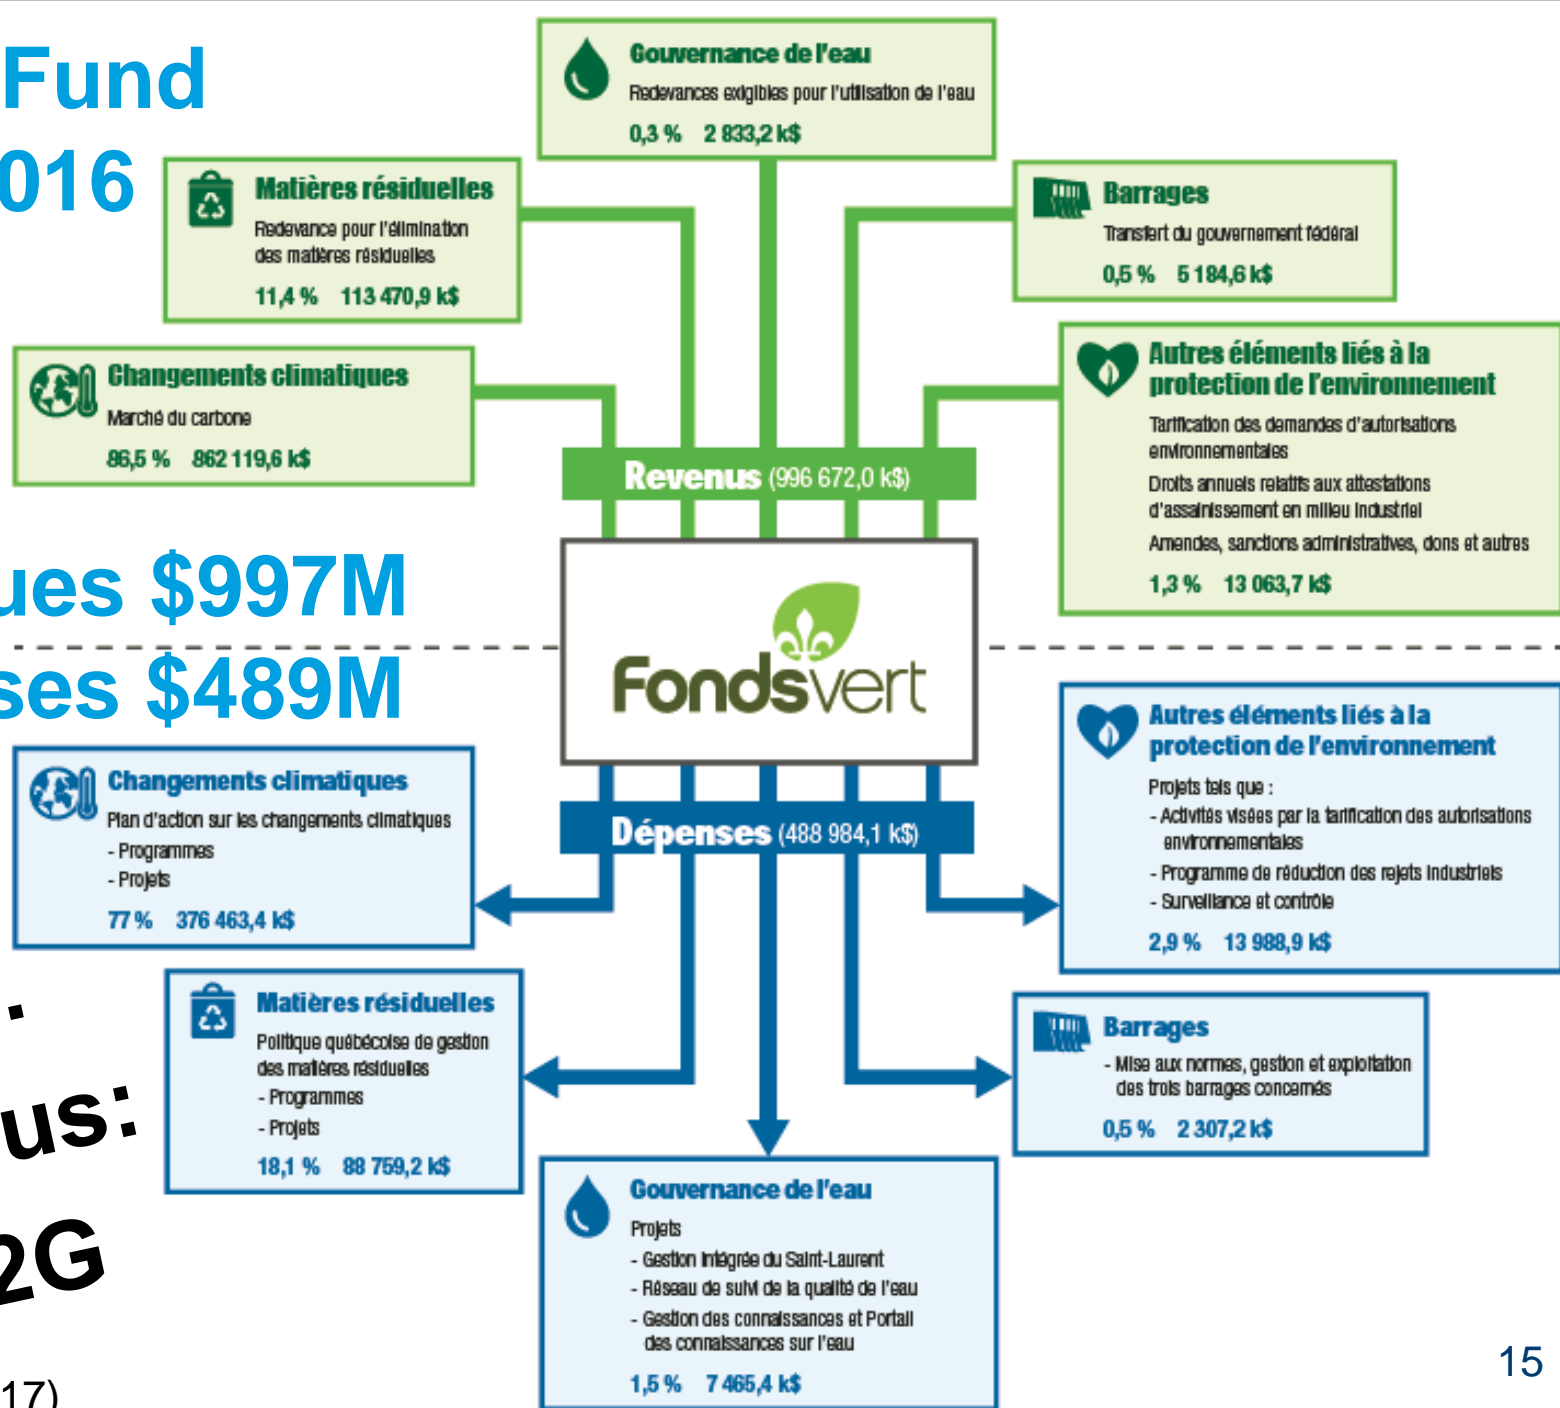 Fund
016
Gouvernance de l'eau
Redevances exigibles pour l'utilisation de l'eau
0,3 % 2 833,2 k$
Matières résiduelles
Redevance pour l'élimination
des matières résiduelles
11,4 % 113 470,9 k$
Barrages
Transfert du gouvernement fédéral
0,5 % 5 184,6 k$
Changements climatiques
Marché du carbone
86,5 % 862 119,6 k$
Autres éléments liés à la
protection de l'environnement
Tarification des demandes d'autorisations
environnementales
Droits annuels relatifs aux attestations
d'assainissement en milieu industriel
Amendes, sanctions administratives, dons et autres
1,3 % 13 063,7 k$
Revenus (996 672,0 k$)
ues $997M
ses $489M
Fondsvert
Dépenses (488 984,1 k$)
Changements climatiques
Plan d'action sur les changements climatiques
- Programmes
- Projets
77 % 376 463,4 k$
Autres éléments liés à la
protection de l'environnement
Projets tels que :
- Activités visées par la tarification des autorisations
environnementales
- Programme de réduction des rejets industriels
- Surveillance et contrôle
2,9 % 13 988,9 k$
Matières résiduelles
Politique québécoise de gestion
des matières résiduelles
- Programmes
- Projets
18,1 % 88 759,2 k$
Barrages
- Mise aux normes, gestion et exploitation
des trois barrages concernés
0,5 % 2 307,2 k$
Gouvernance de l'eau
Projets
- Gestion intégrée du Saint-Laurent
- Réseau de suivi de la qualité de l'eau
- Gestion des connaissances et Portail
des connaissances sur l'eau
1,5 % 7 465,4 k$
.
us:
2G
17)
15